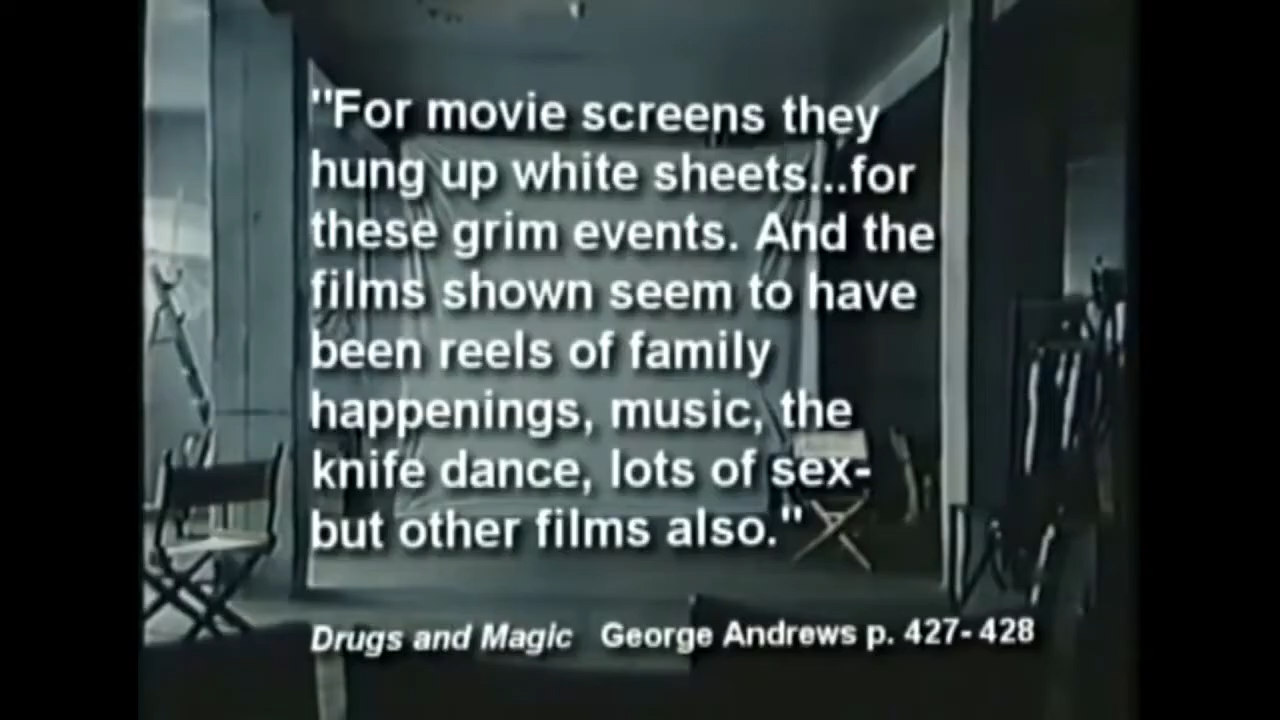 "For movie screens they
hung up white sheets...for
these grim events. And the
films shown seem to have
been reels of family
happenings, music, the
knife dance, lots of sex-
but other films also."
Drugs and Magic George Andrews p. 427-428